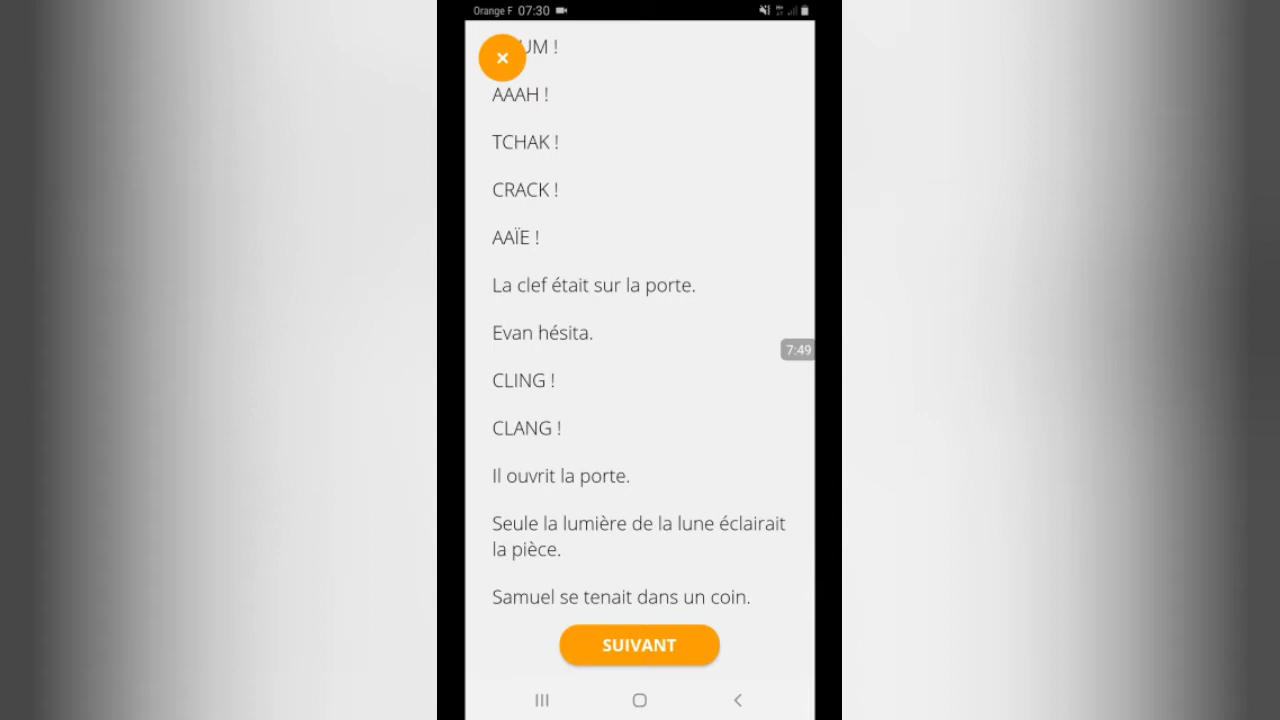 Orange F 07:30
UM !
AAAH !
TCHAK !
CRACK !
AAÏE !
La clef était sur la porte.
Evan hésita.
7:49
CLING !
CLANG !
Il ouvrit la porte.
Seule la lumière de la lune éclairait
la pièce.
Samuel se tenait dans un coin.
SUIVANT